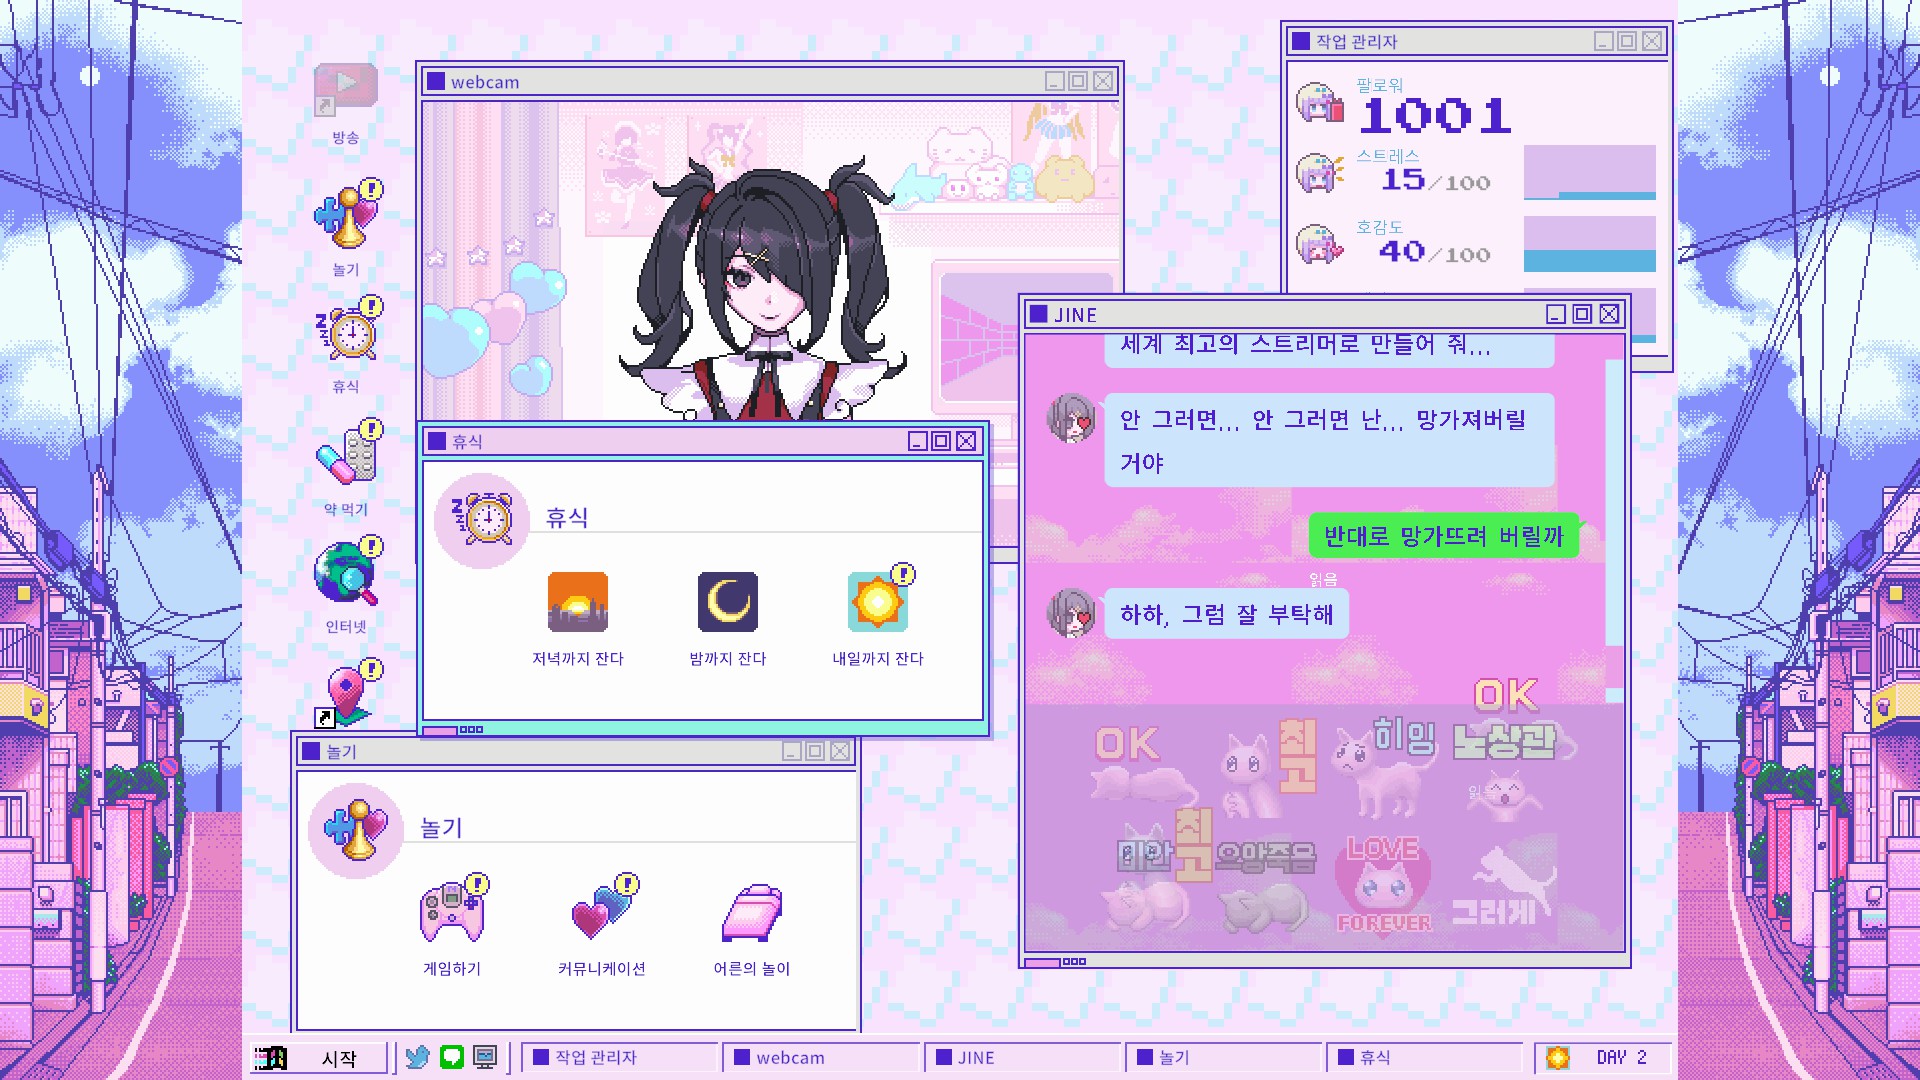 webcam
작업 관리자
팔로워
1001
스트레스
15/100
호감도
40/100
방송
놀기
휴식
약 먹기
인터넷
JINE
세계 최고의 스트리머로 만들어 줘...
안 그러면... 안 그러면 난... 망가져버릴
거야
반대로 망가뜨려 버릴까
읽음
하하, 그럼 잘 부탁해
OK
최고
히잉
OK
노상관
미안
최고
으앙죽음
LOVE
FOREVER
그러게
휴식
휴식
저녁까지 잔다
밤까지 잔다
내일까지 잔다
놀기
놀기
게임하기
커뮤니케이션
어른의 놀이
시작
작업 관리자
webcam
JINE
놀기
휴식
DAY 2